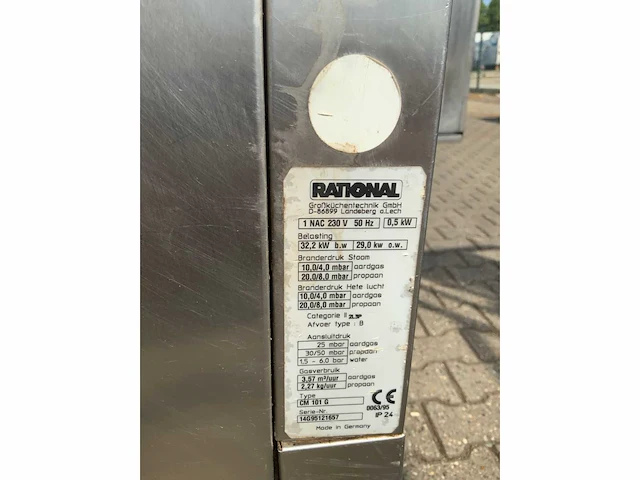 RATIONAL
Großküchentechnik GmbH
D-86899 Landsberg a.Lech
1 NAC 230 V 50 Hz 0,5 kW
Belasting
32,2 kW b.w 29,0 kw o.w.
Branderdruk Stoom
10,0/4,0 mbar aardgas
20,0/8,0 mbar propaan
Branderdruk Hete lucht
10,0/4,0 mbar aardgas
20,0/8,0 mbar propaan
Categorie II
Afvoer type : B
Aansluitdruk
25 mbar aardgas
30/50 mbar propaan
1,5 - 6,0 bar water
Gasverbruik
3,57 m³/uur aardgas
2,27 kg/uur propaan
Type
CM 101 G
CE
0063/95
Serie-Nr.
14G95121657
IP 24
Made in Germany